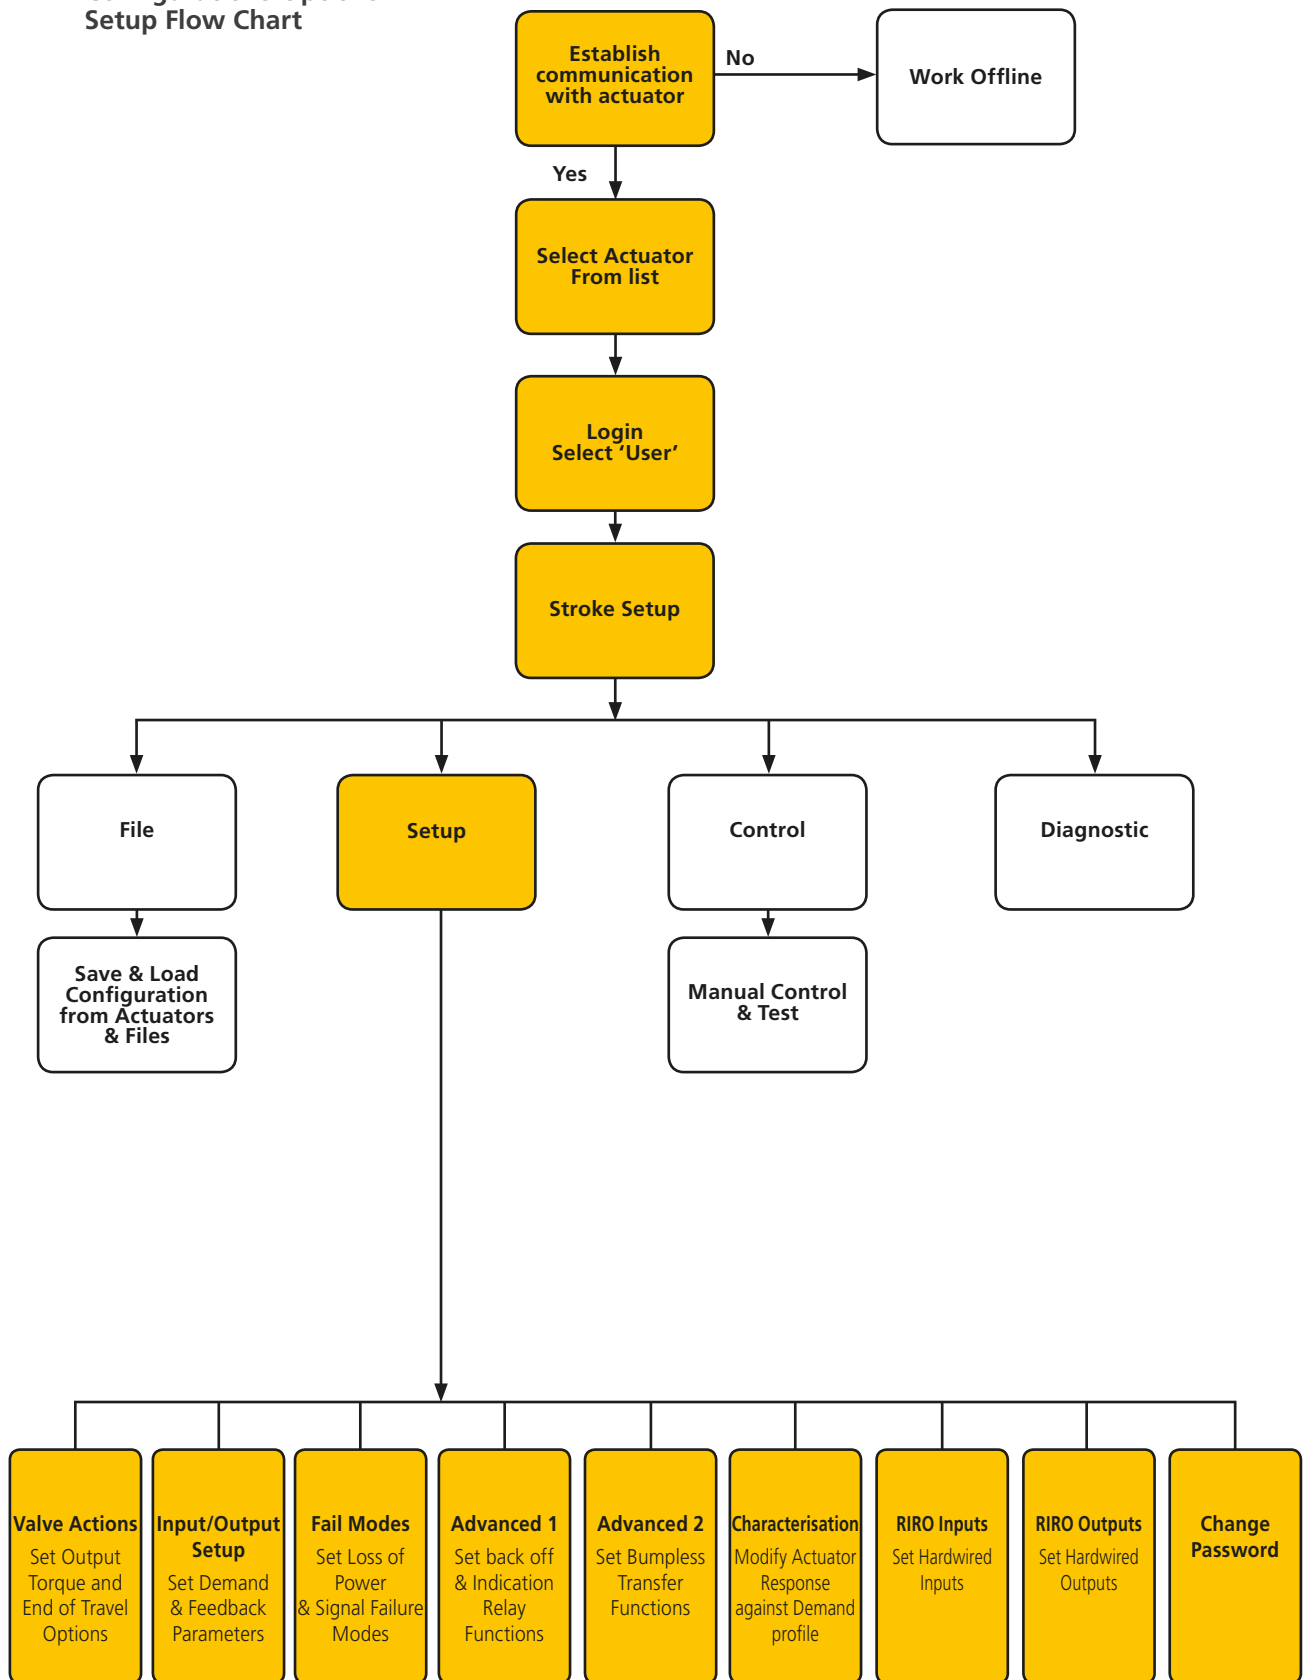 Setup Flow Chart
Establish
communication
with actuator
No
Work Offline
Yes
Select Actuator
From list
Login
Select ‘User’
Stroke Setup
File
Setup
Control
Diagnostic
Save & Load
Configuration
from Actuators
& Files
Manual Control
& Test
Valve Actions
Set Output
Torque and
End of Travel
Options
Input/Output
Setup
Set Demand
& Feedback
Parameters
Fail Modes
Set Loss of
Power
& Signal Failure
Modes
Advanced 1
Set back off
& Indication
Relay
Functions
Advanced 2
Set Bumpless
Transfer
Functions
Characterisation
Modify Actuator
Response
against Demand
profile
RIRO Inputs
Set Hardwired
Inputs
RIRO Outputs
Set Hardwired
Outputs
Change
Password